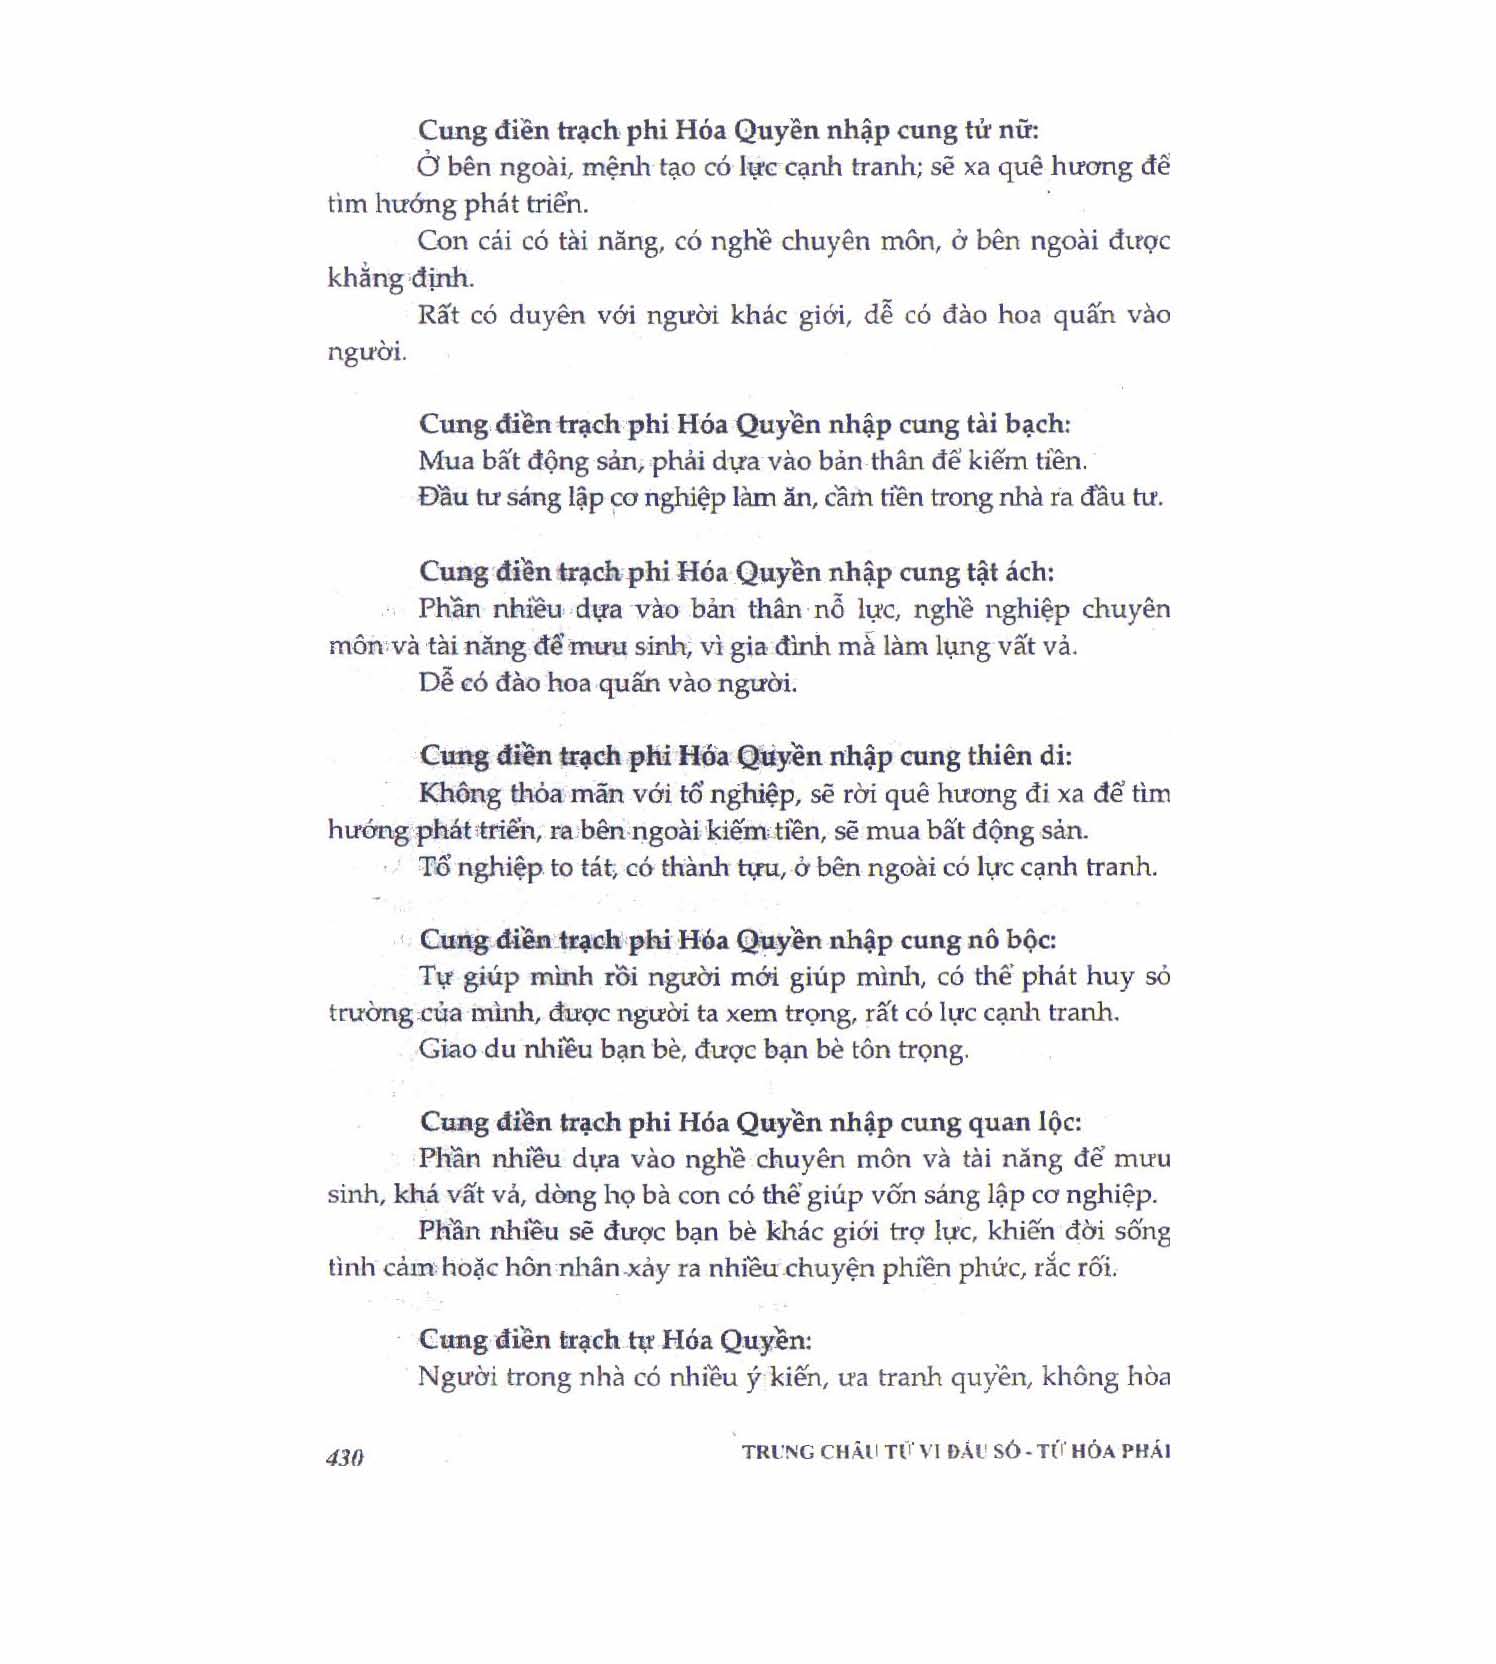 Cung điền trạch phi Hóa Quyền nhập cung tử nữ:
Ở bên ngoài, mệnh tạo có lực cạnh tranh; sẽ xa quê hương để
tìm hướng phát triển.
Con cái có tài năng, có nghề chuyên môn, ở bên ngoài được
khẳng định.
Rất có duyên với người khác giới, dễ có đào hoa quấn vào
người.
Cung điền trạch phi Hóa Quyền nhập cung tài bạch:
Mua bất động sản, phải dựa vào bản thân để kiếm tiền.
Đầu tư sáng lập cơ nghiệp làm ăn, cầm tiền trong nhà ra đầu tư.
Cung điền trạch phi Hóa Quyền nhập cung tật ách:
Phần nhiều dựa vào bản thân nỗ lực, nghề nghiệp chuyên
môn và tài năng để mưu sinh, vì gia đình mà làm lụng vất vả.
Dễ có đào hoa quấn vào người.
Cung điền trạch phi Hóa Quyền nhập cung thiên di:
Không thỏa mãn với tổ nghiệp, sẽ rời quê hương đi xa để tìm
hướng phát triển, ra bên ngoài kiếm tiền, sẽ mua bất động sản.
Tổ nghiệp to tát, có thành tựu, ở bên ngoài có lực cạnh tranh.
Cung điền trạch phi Hóa Quyền nhập cung nô bộc:
Tự giúp mình rồi người mới giúp mình, có thể phát huy sở
trường của mình, được người ta xem trọng, rất có lực cạnh tranh.
Giao du nhiều bạn bè, được bạn bè tôn trọng.
Cung điền trạch phi Hóa Quyền nhập cung quan lộc:
Phần nhiều dựa vào nghề chuyên môn và tài năng để mưu
sinh, khá vất vả, dòng họ bà con có thể giúp vốn sáng lập cơ nghiệp.
Phần nhiều sẽ được bạn bè khác giới trợ lực, khiến đời sống
tình cảm hoặc hôn nhân xảy ra nhiều chuyện phiền phức, rắc rối.
Cung điền trạch tự Hóa Quyền:
Người trong nhà có nhiều ý kiến, ưa tranh quyền, không hòa
430
TRUNG CHÂU TỬ VI ĐẨU SỐ - TỨ HÓA PHÁI